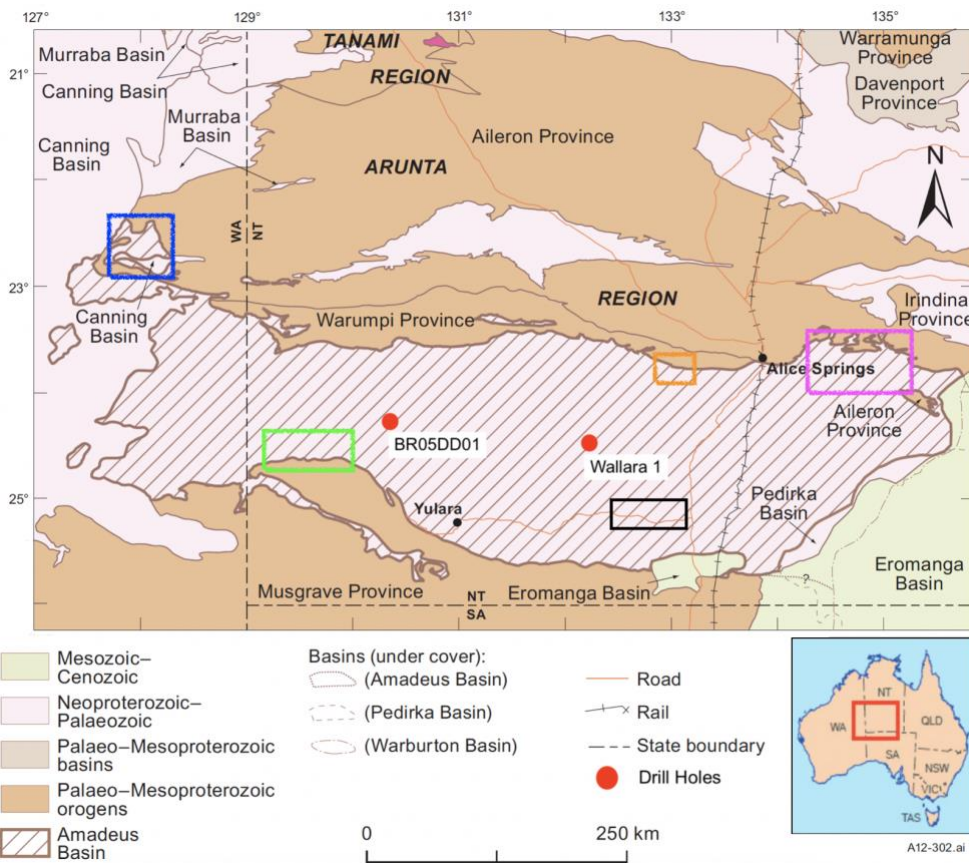 127°
129°
131°
133°
135°
21°
23°
25°
Murraba Basin
Canning Basin
Murraba
Basin
Canning
Basin
TANAMI
REGION
Aileron Province
ARUNTA
Warramunga
Province
Davenport
Province
N
WA
NT
Canning
Basin
Warumpi Province
REGION
Irindina
Province
Alice Springs
Aileron
Province
BR05DD01
Wallara 1
Yulara
Pedirka
Basin
Eromanga
Basin
Musgrave Province
NT
SA
Eromanga Basin
?
Mesozoic–
Cenozoic
Neoproterozoic–
Palaeozoic
Palaeo–Mesoproterozoic
basins
Palaeo–Mesoproterozoic
orogens
Amadeus
Basin
Basins (under cover):
(Amadeus Basin)
(Pedirka Basin)
(Warburton Basin)
Road
Rail
State boundary
Drill Holes
0
250 km
NT
WA
QLD
SA
NSW
VIC
TAS
A12-302.ai